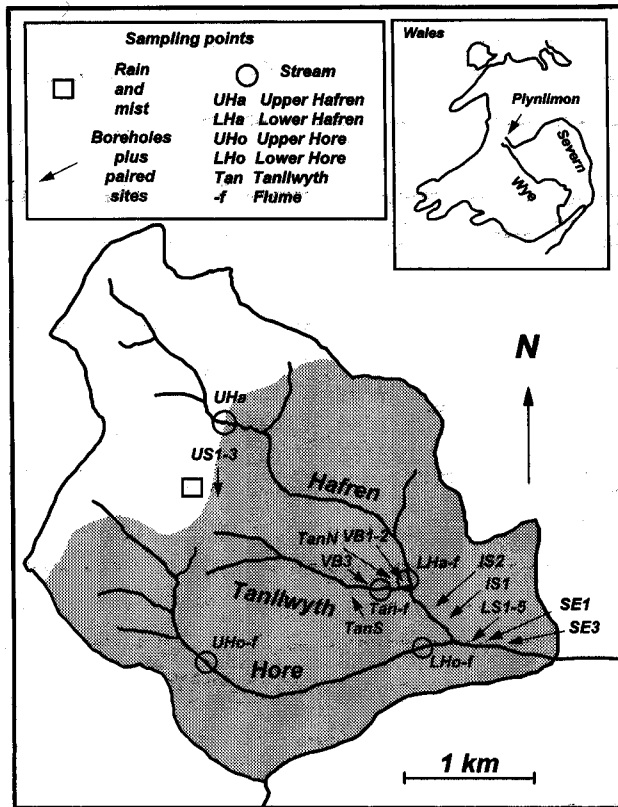 Sampling points
Rain
and
mist
Stream
UHa Upper Hafren
LHa Lower Hafren
UHo Upper Hore
LHo Lower Hore
Tan Tanllwyth
-f Flume
Boreholes
plus
paired
sites
Wales
Plynlimon
Severn
Wye
N
UHa
US1-3
Hafren
TanN
VB1-2
VB3
LHa-f
IS2
IS1
LS1-5
SE1
SE3
Tanllwyth
Tan-f
TanS
UHo-f
LHo-f
Hore
1 km